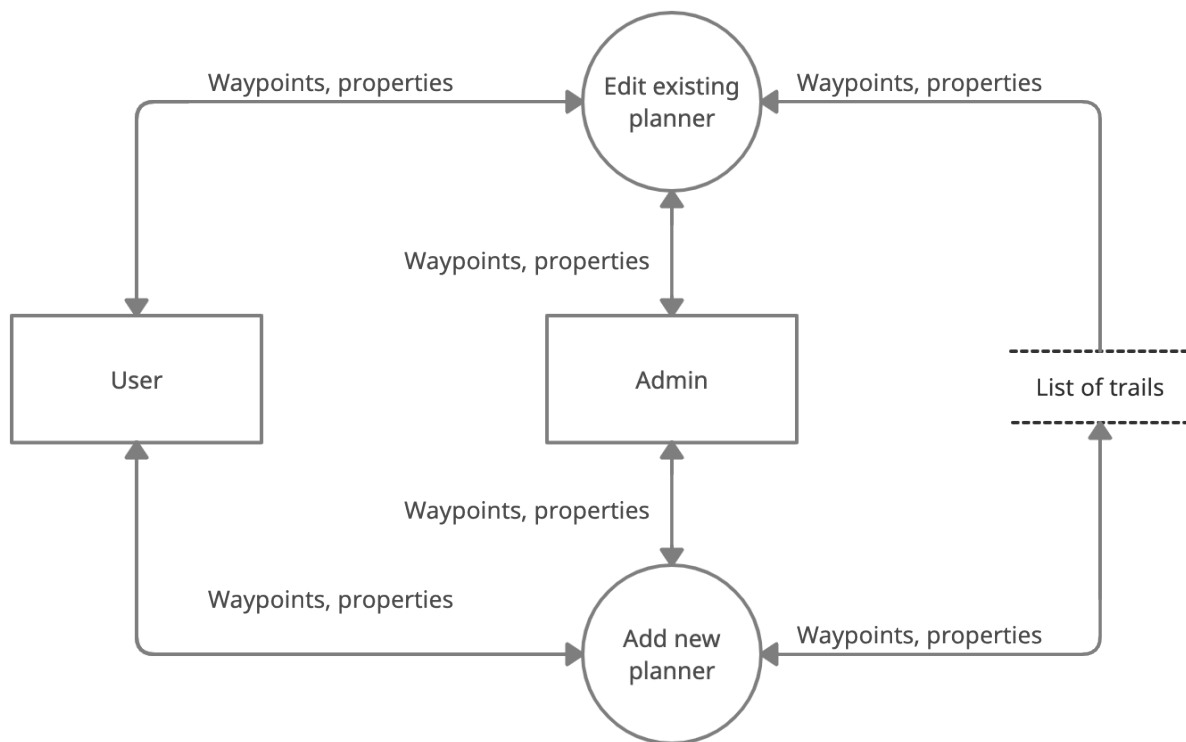 Waypoints, properties
Edit existing
planner
Waypoints, properties
Waypoints, properties
User
Admin
List of trails
Waypoints, properties
Waypoints, properties
Add new
planner
Waypoints, properties